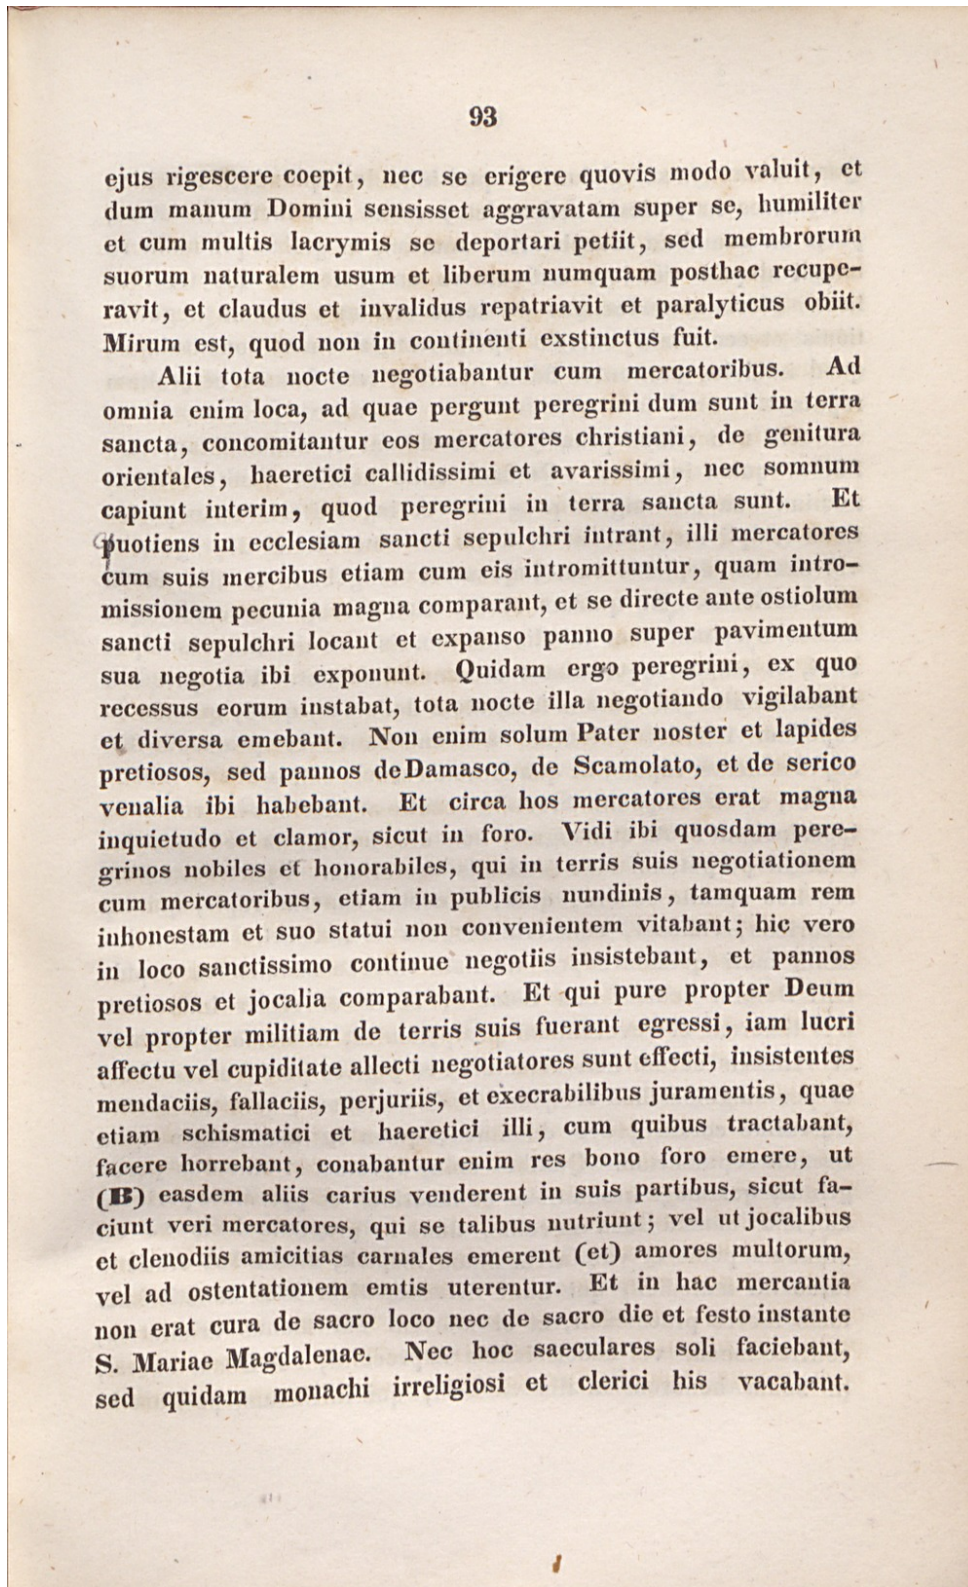 93
ejus rigescere coepit, nec se erigere quovis modo valuit, et
dum manum Domini sensisset aggravatam super se, humiliter
et cum multis lacrymis se deportari petiit, sed membrorum
suorum naturalem usum et liberum numquam posthac recupe-
ravit, et claudus et invalidus repatriavit et paralyticus obiit.
Mirum est, quod non in continenti exstinctus fuit.
Alii tota nocte negotiabantur cum mercatoribus. Ad
omnia enim loca, ad quae pergunt peregrini dum sunt in terra
sancta, concomitantur eos mercatores christiani, de genitura
orientales, haeretici callidissimi et avarissimi, nec somnum
capiunt interim, quod peregrini in terra sancta sunt. Et
quotiens in ecclesiam sancti sepulchri intrant, illi mercatores
cum suis mercibus etiam cum eis intromittuntur, quam intro-
missionem pecunia magna comparant, et se directe ante ostiolum
sancti sepulchri locant et expanso panno super pavimentum
sua negotia ibi exponunt. Quidam ergo peregrini, ex quo
recessus eorum instabat, tota nocte illa negotiando vigilabant
et diversa emebant. Non enim solum Pater noster et lapides
pretiosos, sed pannos de Damasco, de Scamolato, et de serico
venalia ibi habebant. Et circa hos mercatores erat magna
inquietudo et clamor, sicut in foro. Vidi ibi quosdam pere-
grinos nobiles et honorabiles, qui in terris suis negotiationem
cum mercatoribus, etiam in publicis nundinis, tamquam rem
inhonestam et suo statui non convenientem vitabant; hic vero
in loco sanctissimo continue negotiis insistebant, et pannos
pretiosos et jocalia comparabant. Et qui pure propter Deum
vel propter militiam de terris suis fuerant egressi, iam lucri
affectu vel cupiditate allecti negotiatores sunt effecti, insistentes
mendaciis, fallaciis, perjuriis, et execrabilibus juramentis, quae
etiam schismatici et haeretici illi, cum quibus tractabant,
facere horrebant, conabantur enim res bono foro emere, ut
(B) easdem aliis carius venderent in suis partibus, sicut fa-
ciunt veri mercatores, qui se talibus nutriunt; vel ut jocalibus
et clenodiis amicitias carnales emerent (et) amores multorum,
vel ad ostentationem emtis uterentur. Et in hac mercantia
non erat cura de sacro loco nec de sacro die et festo instante
S. Mariae Magdalenae. Nec hoc saeculares soli faciebant,
sed quidam monachi irreligiosi et clerici his vacabant.